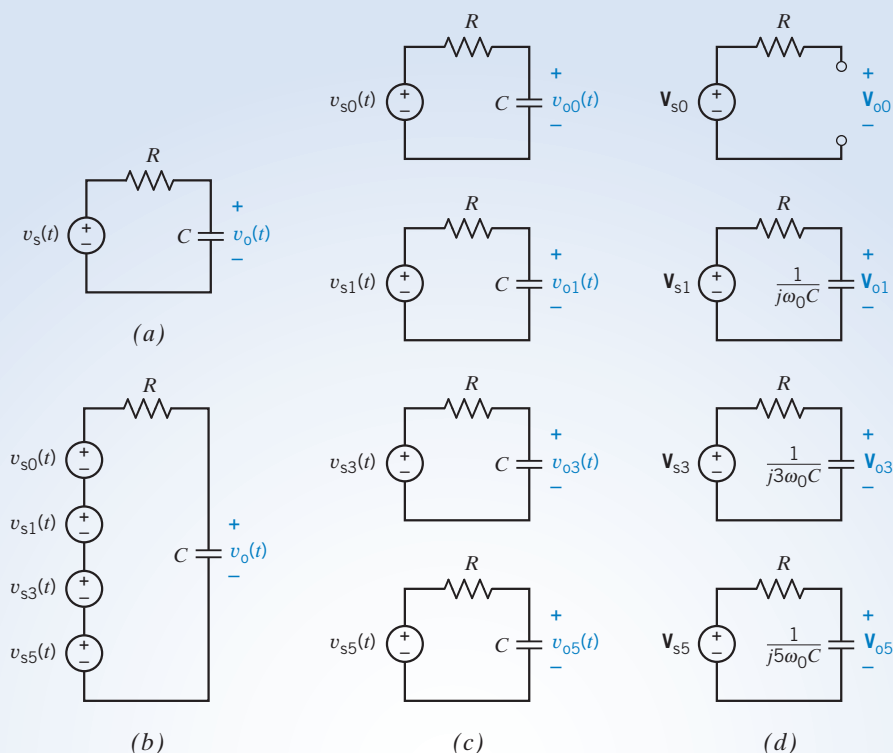 R
v_s(t)
C
+
v_o(t)
−
(a)
R
v_s0(t)
v_s1(t)
v_s3(t)
v_s5(t)
C
+
v_o(t)
−
(b)
R
v_s0(t)
C
+
v_o0(t)
−
R
v_s1(t)
C
+
v_o1(t)
−
R
v_s3(t)
C
+
v_o3(t)
−
R
v_s5(t)
C
+
v_o5(t)
−
(c)
R
V_s0
+
V_o0
−
R
V_s1
1
jω_0C
+
V_o1
−
R
V_s3
1
j3ω_0C
+
V_o3
−
R
V_s5
1
j5ω_0C
+
V_o5
−
(d)